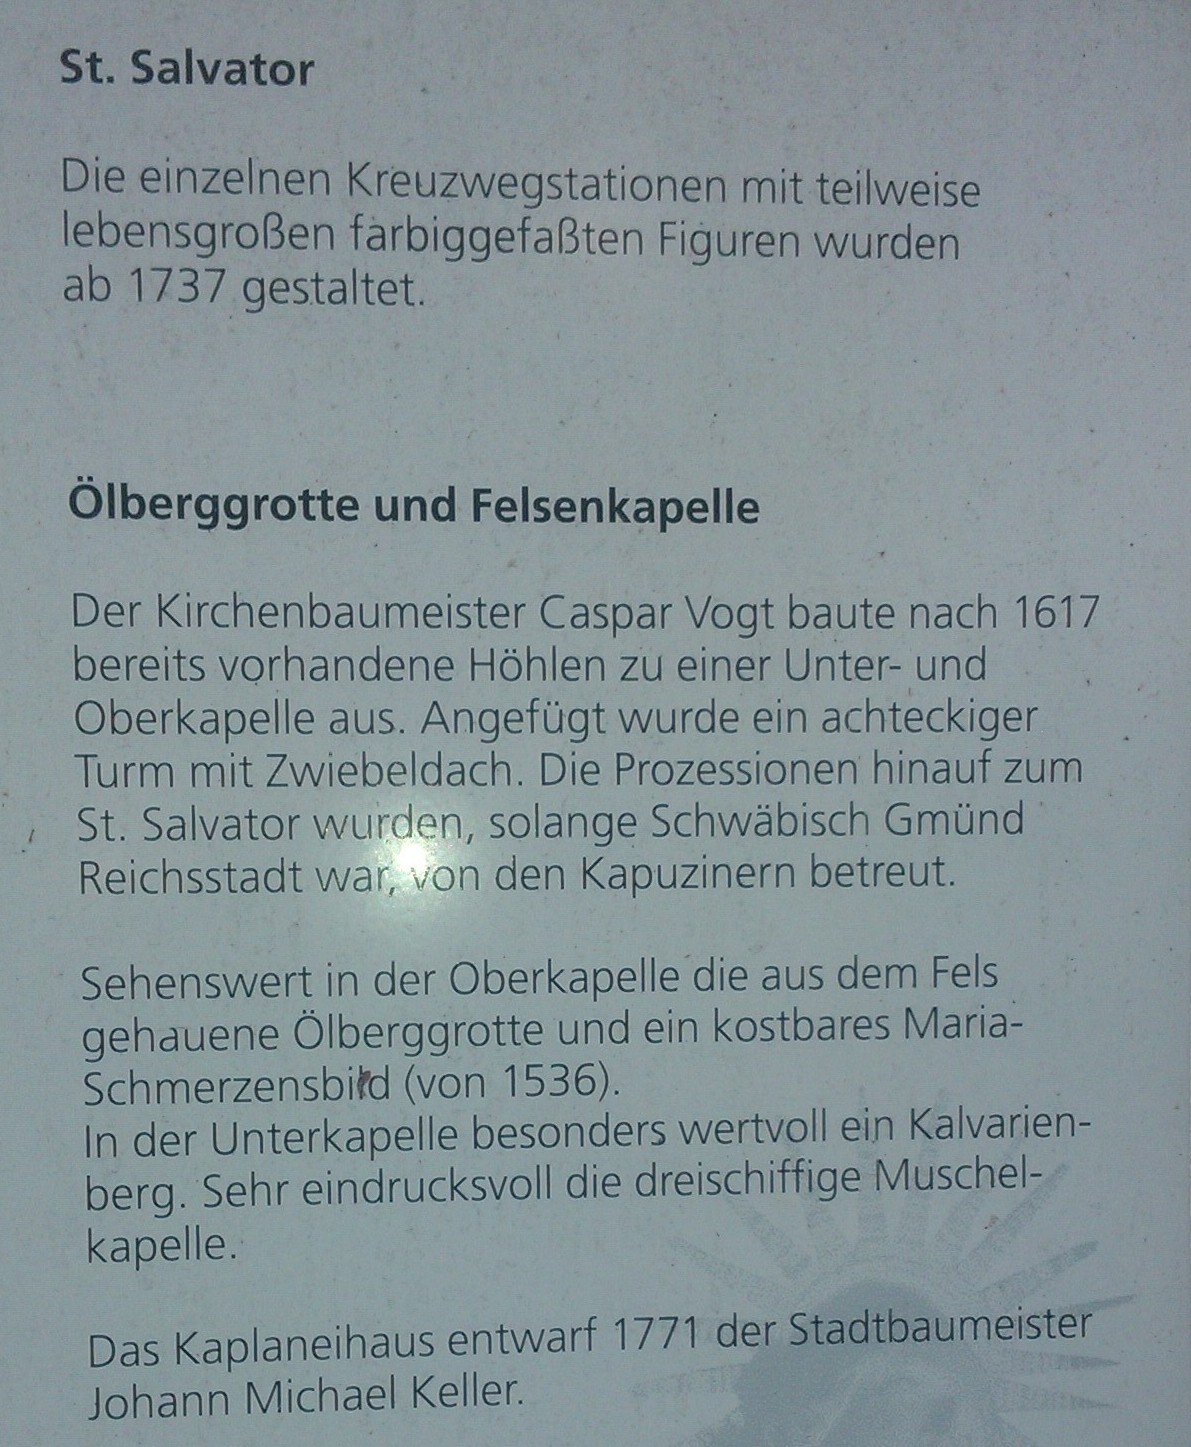 St. Salvator
Die einzelnen Kreuzwegstationen mit teilweise
lebensgroßen farbiggefaßten Figuren wurden
ab 1737 gestaltet.
Ölberggrotte und Felsenkapelle
Der Kirchenbaumeister Caspar Vogt baute nach 1617
bereits vorhandene Höhlen zu einer Unter- und
Oberkapelle aus. Angefügt wurde ein achteckiger
Turm mit Zwiebeldach. Die Prozessionen hinauf zum
St. Salvator wurden, solange Schwäbisch Gmünd
Reichsstadt war, von den Kapuzinern betreut.
Sehenswert in der Oberkapelle die aus dem Fels
gehauene Ölberggrotte und ein kostbares Maria-
Schmerzensbild (von 1536).
In der Unterkapelle besonders wertvoll ein Kalvarien-
berg. Sehr eindrucksvoll die dreischiffige Muschel-
kapelle.
Das Kaplaneihaus entwarf 1771 der Stadtbaumeister
Johann Michael Keller.